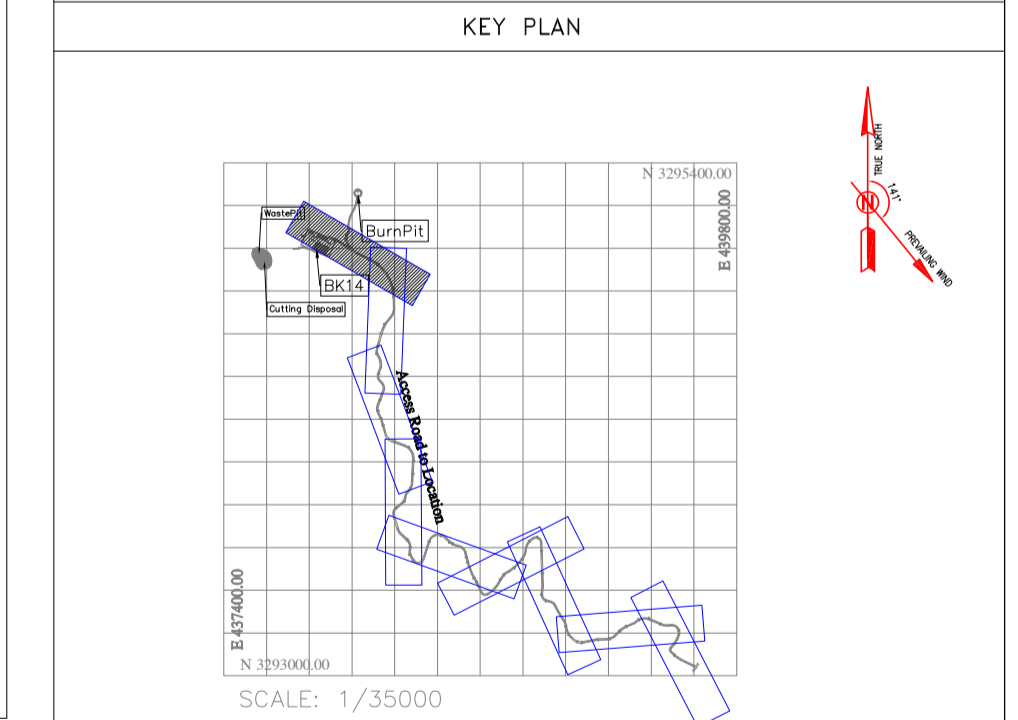 KEY PLAN
N 3295400.00
E 439800.00
TRUE NORTH
141°
N
PREVAILING WIND
WastePit
BurnPit
BK14
Cutting Disposal
Access Road to Location
E 437400.00
N 3293000.00
SCALE: 1/35000